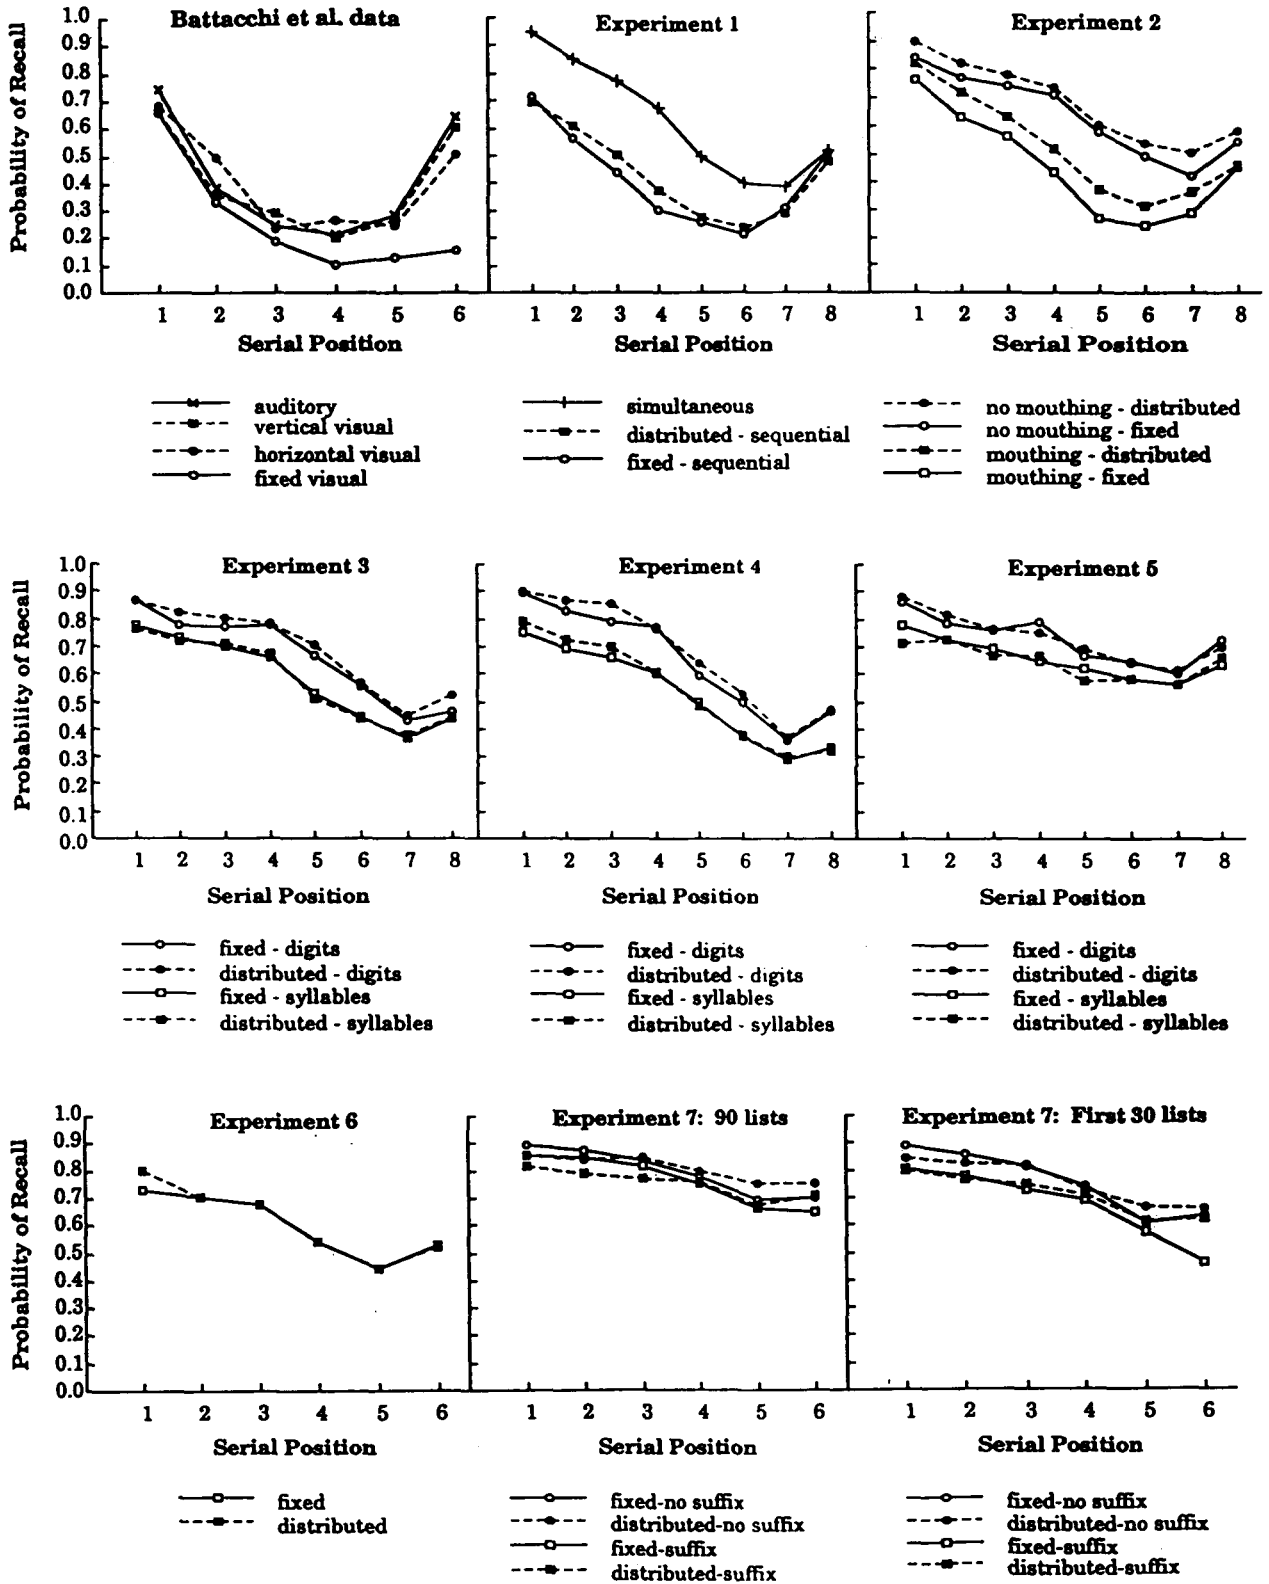 Battacchi et al. data
Experiment 1
Experiment 2
Probability of Recall
1.0
0.9
0.8
0.7
0.6
0.5
0.4
0.3
0.2
0.1
0.0
1 2 3 4 5 6
1 2 3 4 5 6 7 8
1 2 3 4 5 6 7 8
Serial Position
Serial Position
Serial Position
auditory
vertical visual
horizontal visual
fixed visual
simultaneous
distributed - sequential
fixed - sequential
no mouthing - distributed
no mouthing - fixed
mouthing - distributed
mouthing - fixed
Experiment 3
Experiment 4
Experiment 5
Probability of Recall
1.0
0.9
0.8
0.7
0.6
0.5
0.4
0.3
0.2
0.1
0.0
1 2 3 4 5 6 7 8
1 2 3 4 5 6 7 8
1 2 3 4 5 6 7 8
Serial Position
Serial Position
Serial Position
fixed - digits
distributed - digits
fixed - syllables
distributed - syllables
fixed - digits
distributed - digits
fixed - syllables
distributed - syllables
fixed - digits
distributed - digits
fixed - syllables
distributed - syllables
Experiment 6
Experiment 7: 90 lists
Experiment 7: First 30 lists
Probability of Recall
1.0
0.9
0.8
0.7
0.6
0.5
0.4
0.3
0.2
0.1
0.0
1 2 3 4 5 6
1 2 3 4 5 6
1 2 3 4 5 6
Serial Position
Serial Position
Serial Position
fixed
distributed
fixed-no suffix
distributed-no suffix
fixed-suffix
distributed-suffix
fixed-no suffix
distributed-no suffix
fixed-suffix
distributed-suffix